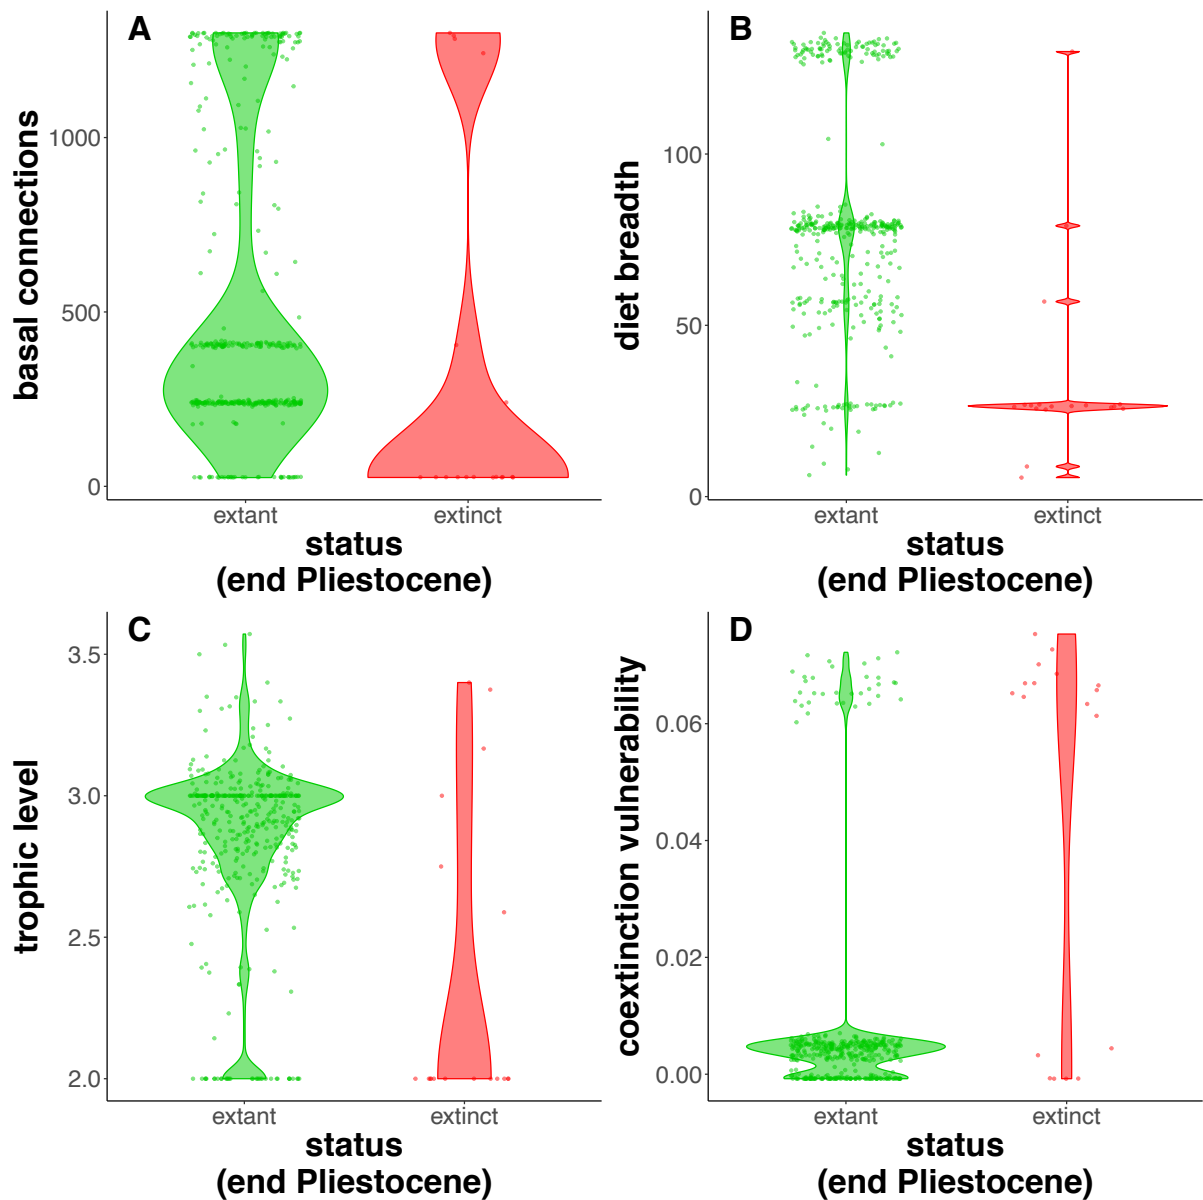 A
basal connections
1000
500
0
extant
extinct
status
(end Pliestocene)
B
diet breadth
100
50
0
extant
extinct
status
(end Pliestocene)
C
trophic level
3.5
3.0
2.5
2.0
extant
extinct
status
(end Pliestocene)
D
coextinction vulnerability
0.06
0.04
0.02
0.00
extant
extinct
status
(end Pliestocene)